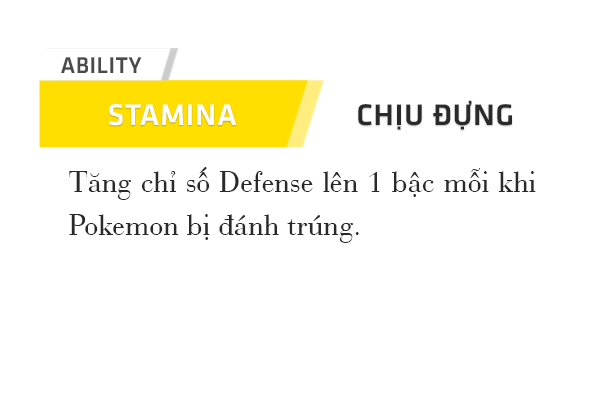 ABILITY
STAMINA CHỊU ĐỰNG
Tăng chỉ số Defense lên 1 bậc mỗi khi
Pokemon bị đánh trúng.